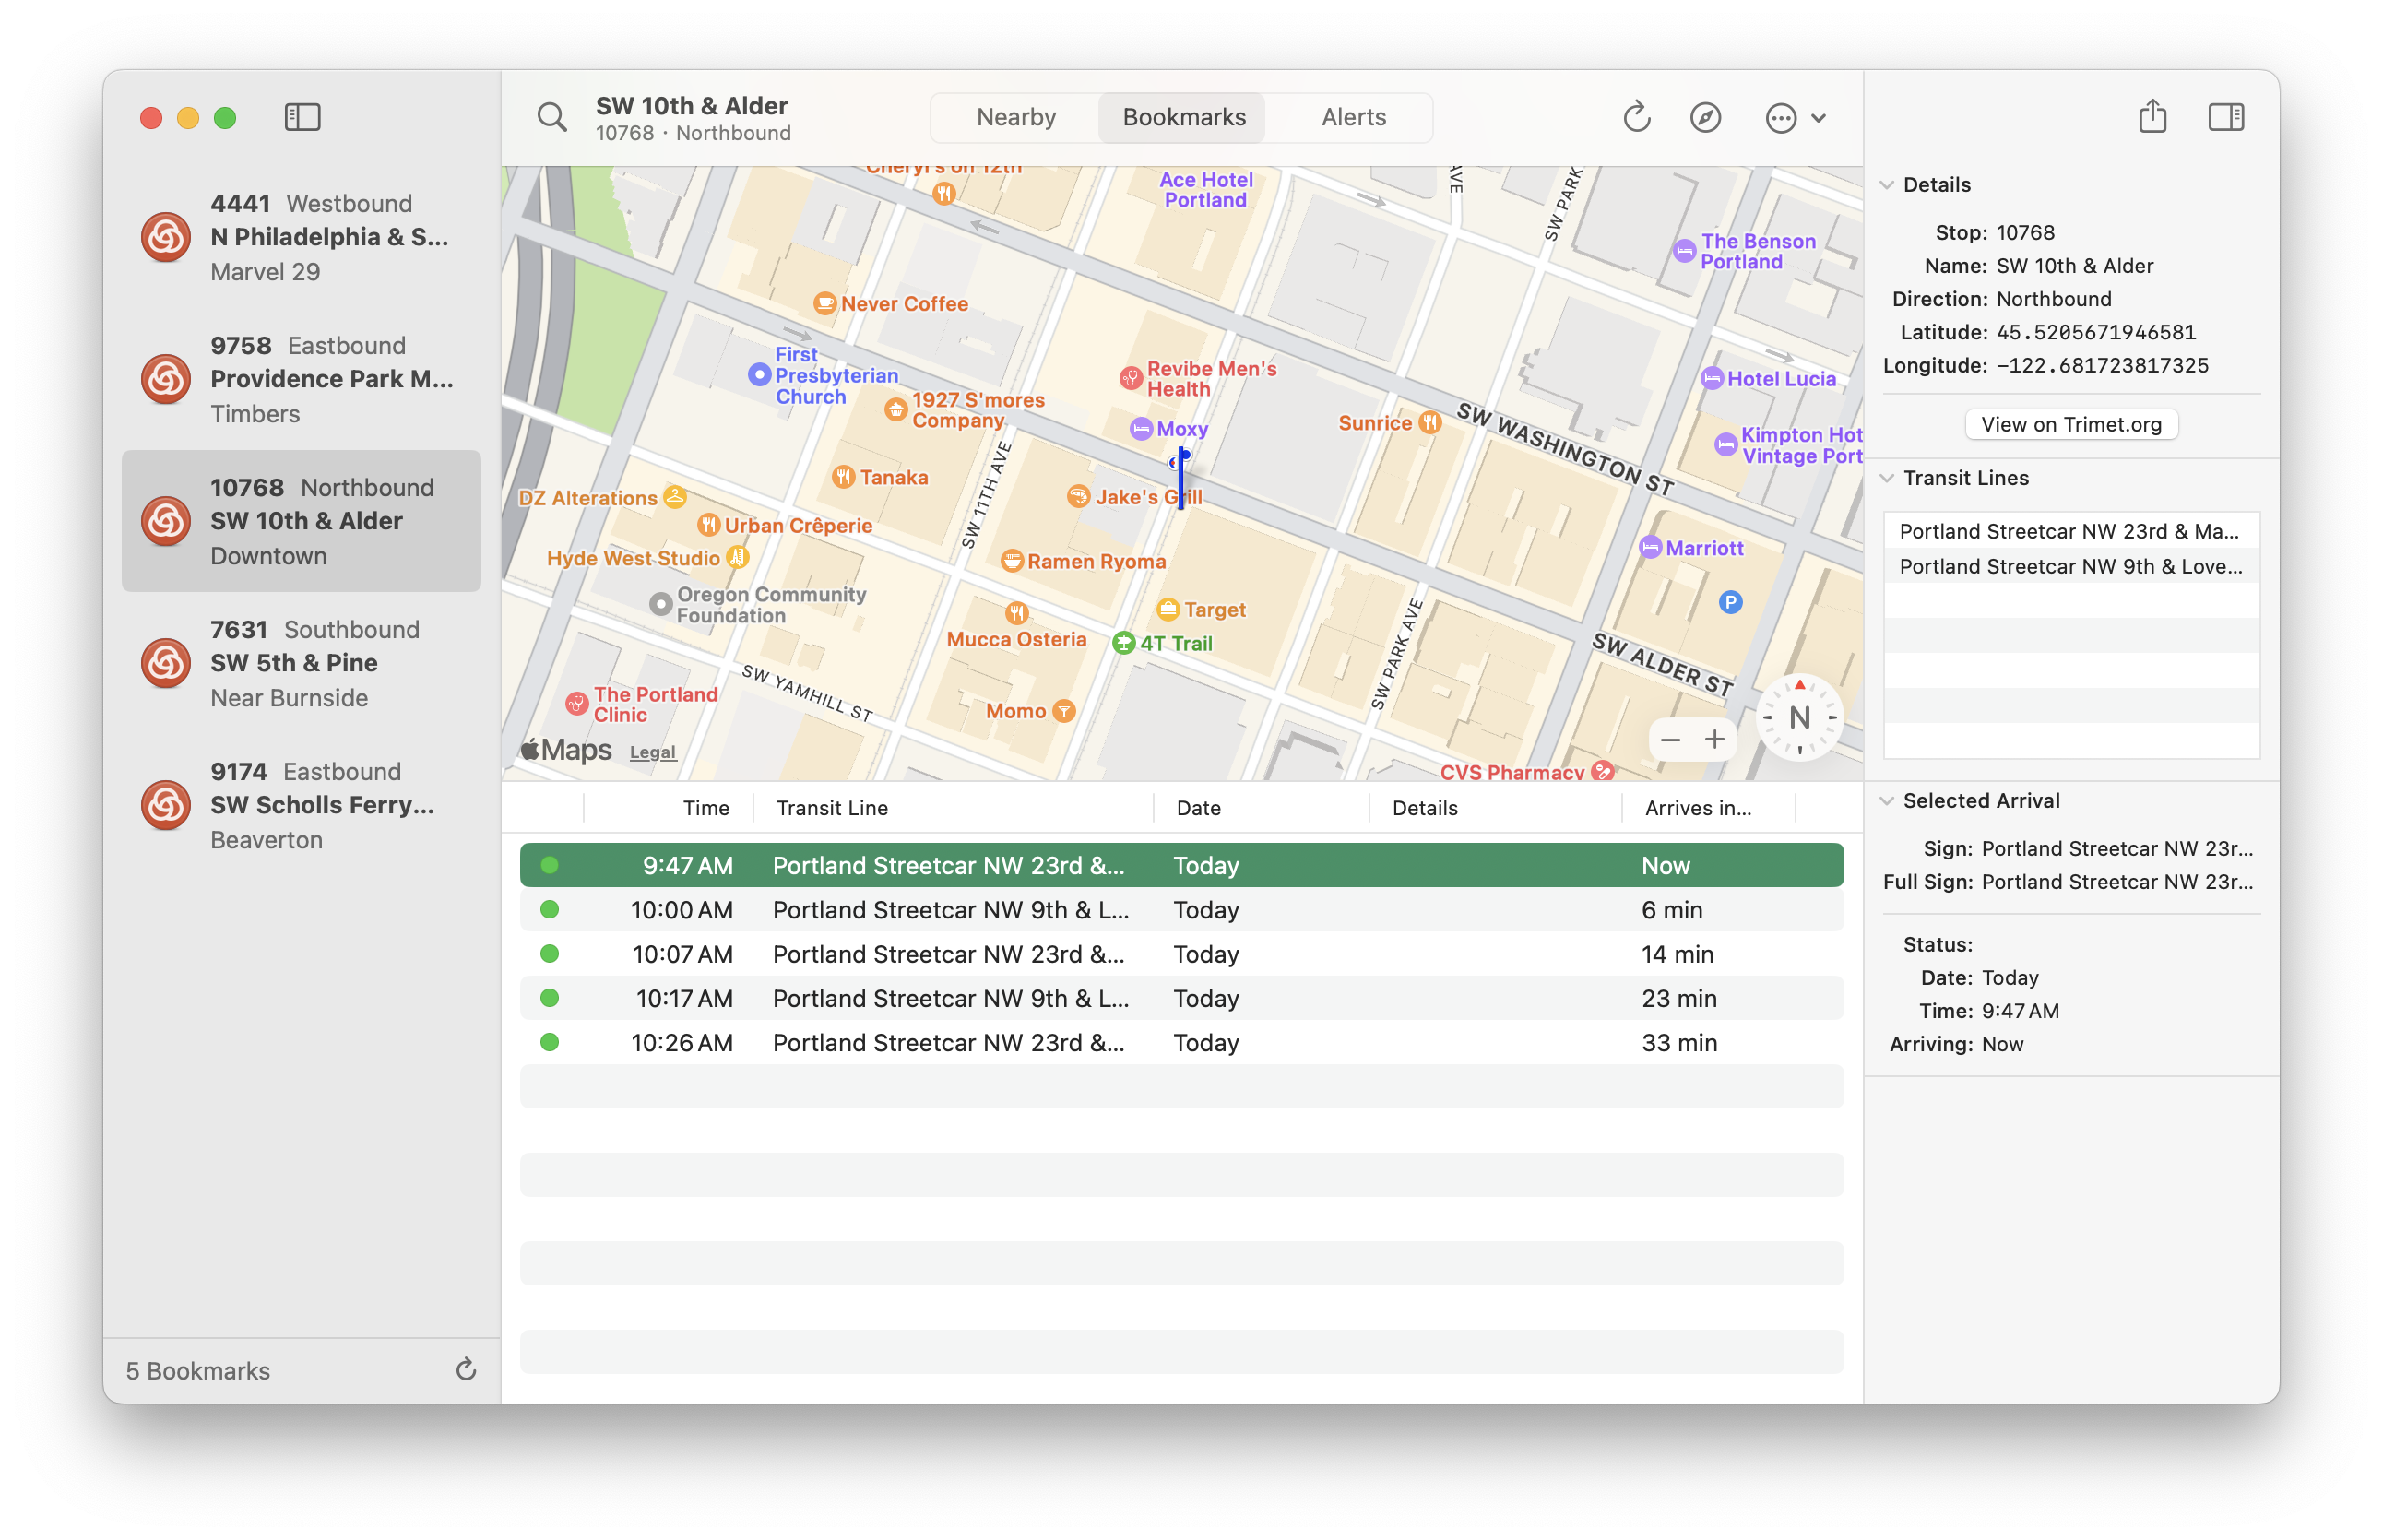 4441 Westbound
N Philadelphia & S...
Marvel 29
9758 Eastbound
Providence Park M...
Timbers
10768 Northbound
SW 10th & Alder
Downtown
7631 Southbound
SW 5th & Pine
Near Burnside
9174 Eastbound
SW Scholls Ferry...
Beaverton
5 Bookmarks
SW 10th & Alder
10768 · Northbound
Nearby
Bookmarks
Alerts
Cheryl's on 12th
Ace Hotel
Portland
AVE
SW PARK
The Benson
Portland
Never Coffee
First
Presbyterian
Church
1927 S'mores
Company
Revibe Men's
Health
Moxy
Sunrice
SW WASHINGTON ST
Hotel Lucia
Kimpton Hot
Vintage Port
DZ Alterations
Tanaka
SW 11TH AVE
Jake's Grill
Urban Crêperie
Hyde West Studio
Ramen Ryoma
Marriott
P
Oregon Community
Foundation
Mucca Osteria
Target
4T Trail
SW PARK AVE
SW ALDER ST
SW YAMHILL ST
The Portland
Clinic
Momo
N
− +
Maps Legal
CVS Pharmacy
Time Transit Line Date Details Arrives in...
9:47 AM Portland Streetcar NW 23rd &... Today Now
10:00 AM Portland Streetcar NW 9th & L... Today 6 min
10:07 AM Portland Streetcar NW 23rd &... Today 14 min
10:17 AM Portland Streetcar NW 9th & L... Today 23 min
10:26 AM Portland Streetcar NW 23rd &... Today 33 min
Details
Stop: 10768
Name: SW 10th & Alder
Direction: Northbound
Latitude: 45.5205671946581
Longitude: −122.681723817325
View on Trimet.org
Transit Lines
Portland Streetcar NW 23rd & Ma...
Portland Streetcar NW 9th & Love...
Selected Arrival
Sign: Portland Streetcar NW 23r...
Full Sign: Portland Streetcar NW 23r...
Status:
Date: Today
Time: 9:47 AM
Arriving: Now